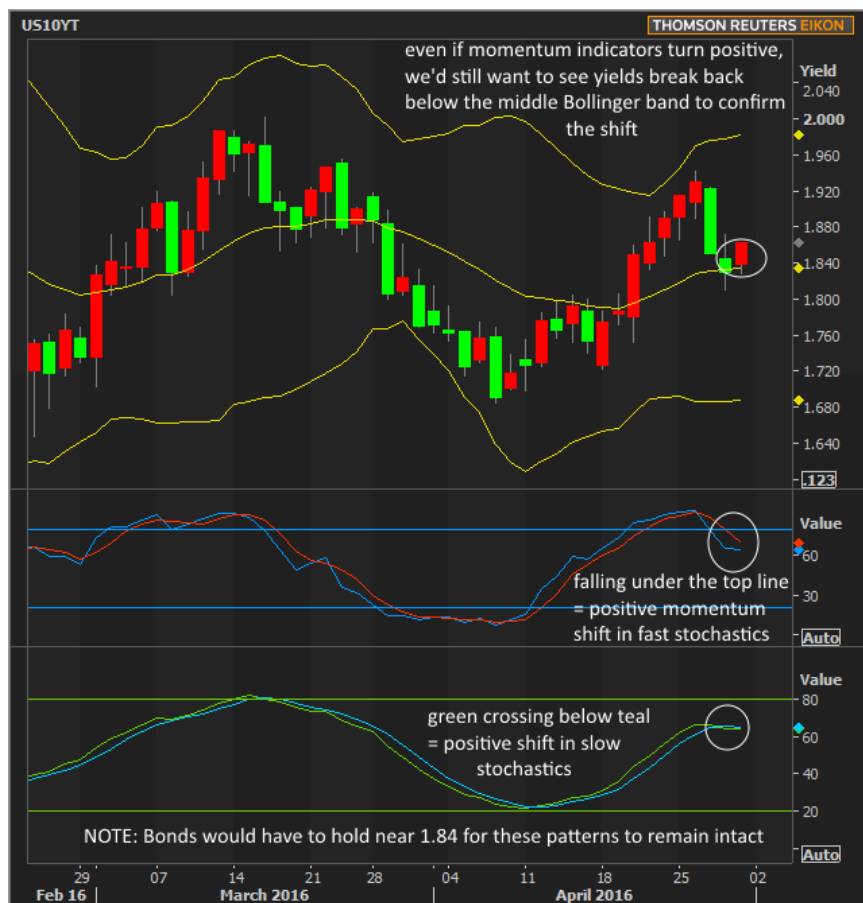 US10YT
THOMSON REUTERS EIKON
even if momentum indicators turn positive,
we'd still want to see yields break back
below the middle Bollinger band to confirm
the shift
Yield
2.040
2.000
1.960
1.920
1.880
1.840
1.800
1.760
1.720
1.680
1.640
.123
Value
60
30
Auto
falling under the top line
= positive momentum
shift in fast stochastics
Value
80
60
40
20
Auto
green crossing below teal
= positive shift in slow
stochastics
NOTE: Bonds would have to hold near 1.84 for these patterns to remain intact
29 07 14 21 28 04 11 18 25 02
Feb 16 March 2016 April 2016